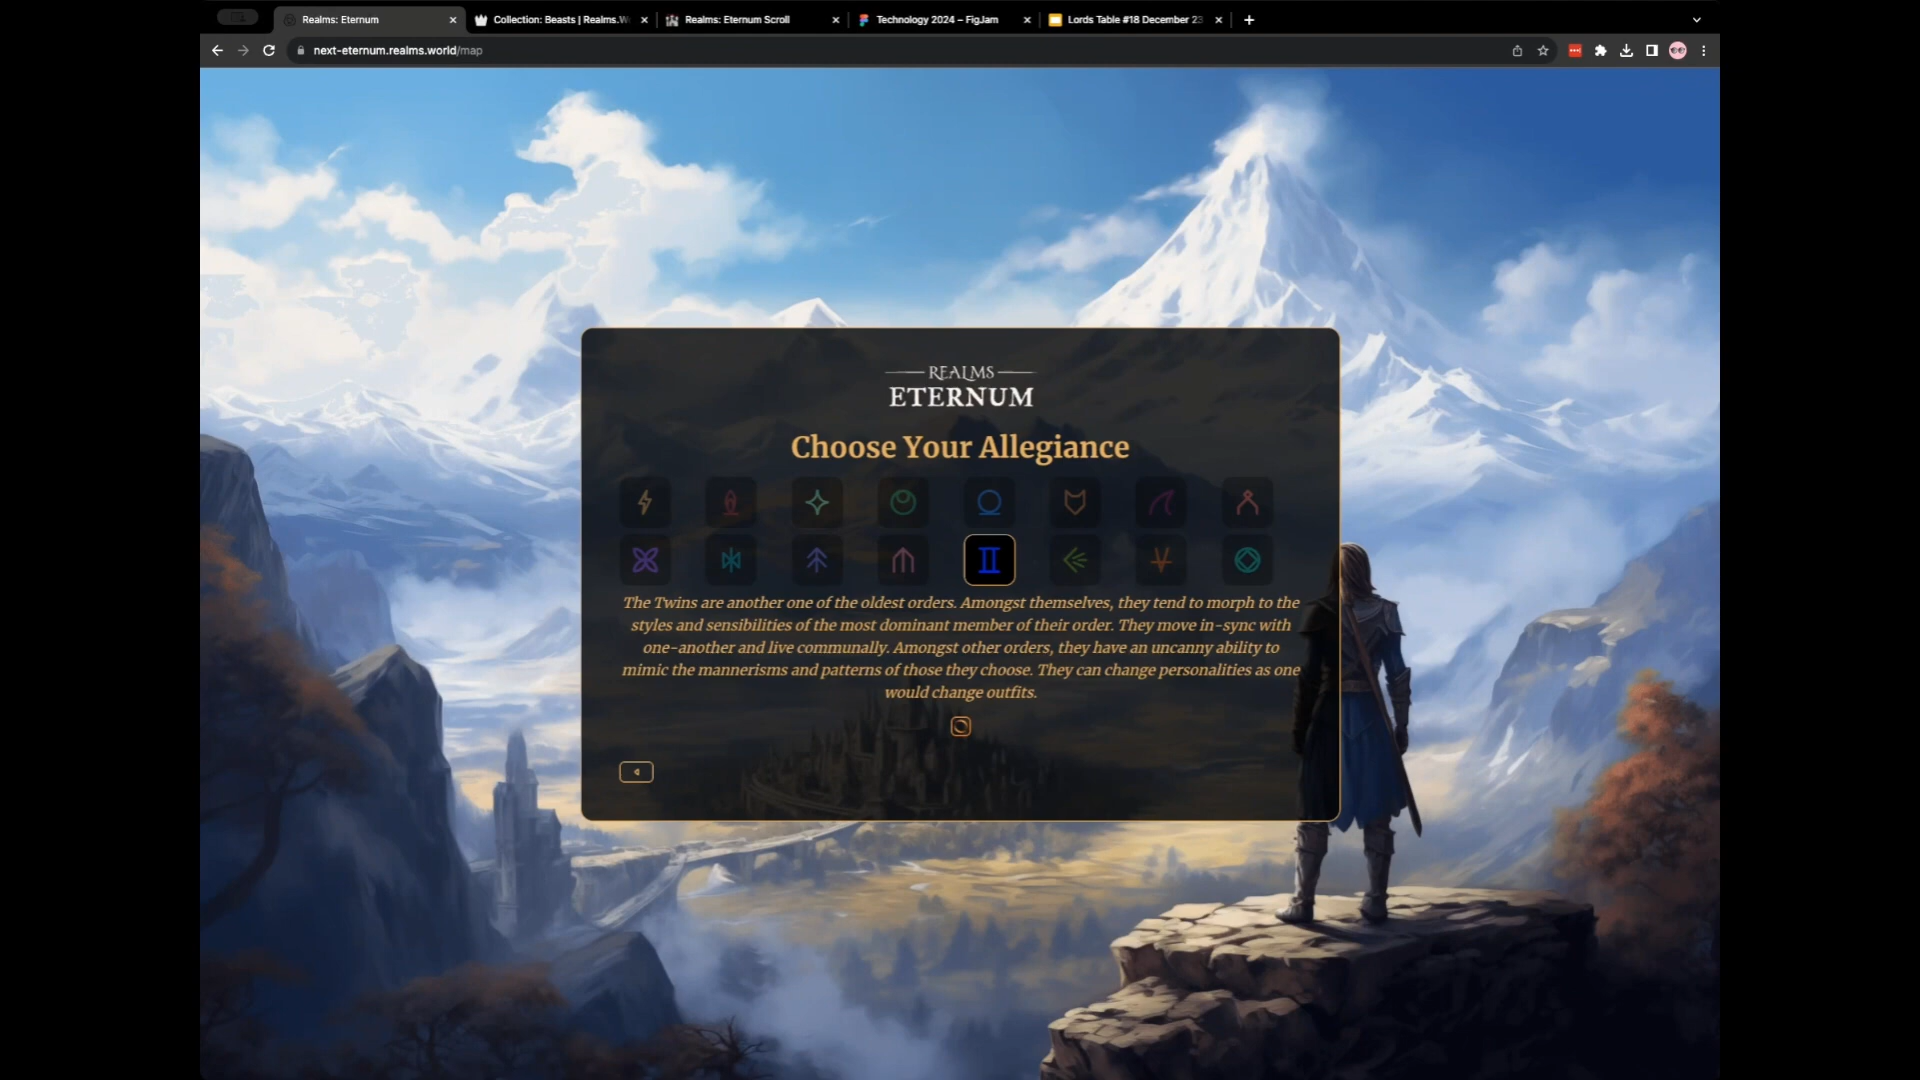 Realms: Eternum
Collection: Beasts | Realms.W
Realms: Eternum Scroll
Technology 2024 – FigJam
Lords Table #18 December 23
next-eternum.realms.world/map
REALMS
ETERNUM
Choose Your Allegiance
The Twins are another one of the oldest orders. Amongst themselves, they tend to morph to the
styles and sensibilities of the most dominant member of their order. They move in-sync with
one-another and live communally. Amongst other orders, they have an uncanny ability to
mimic the mannerisms and patterns of those they choose. They can change personalities as one
would change outfits.